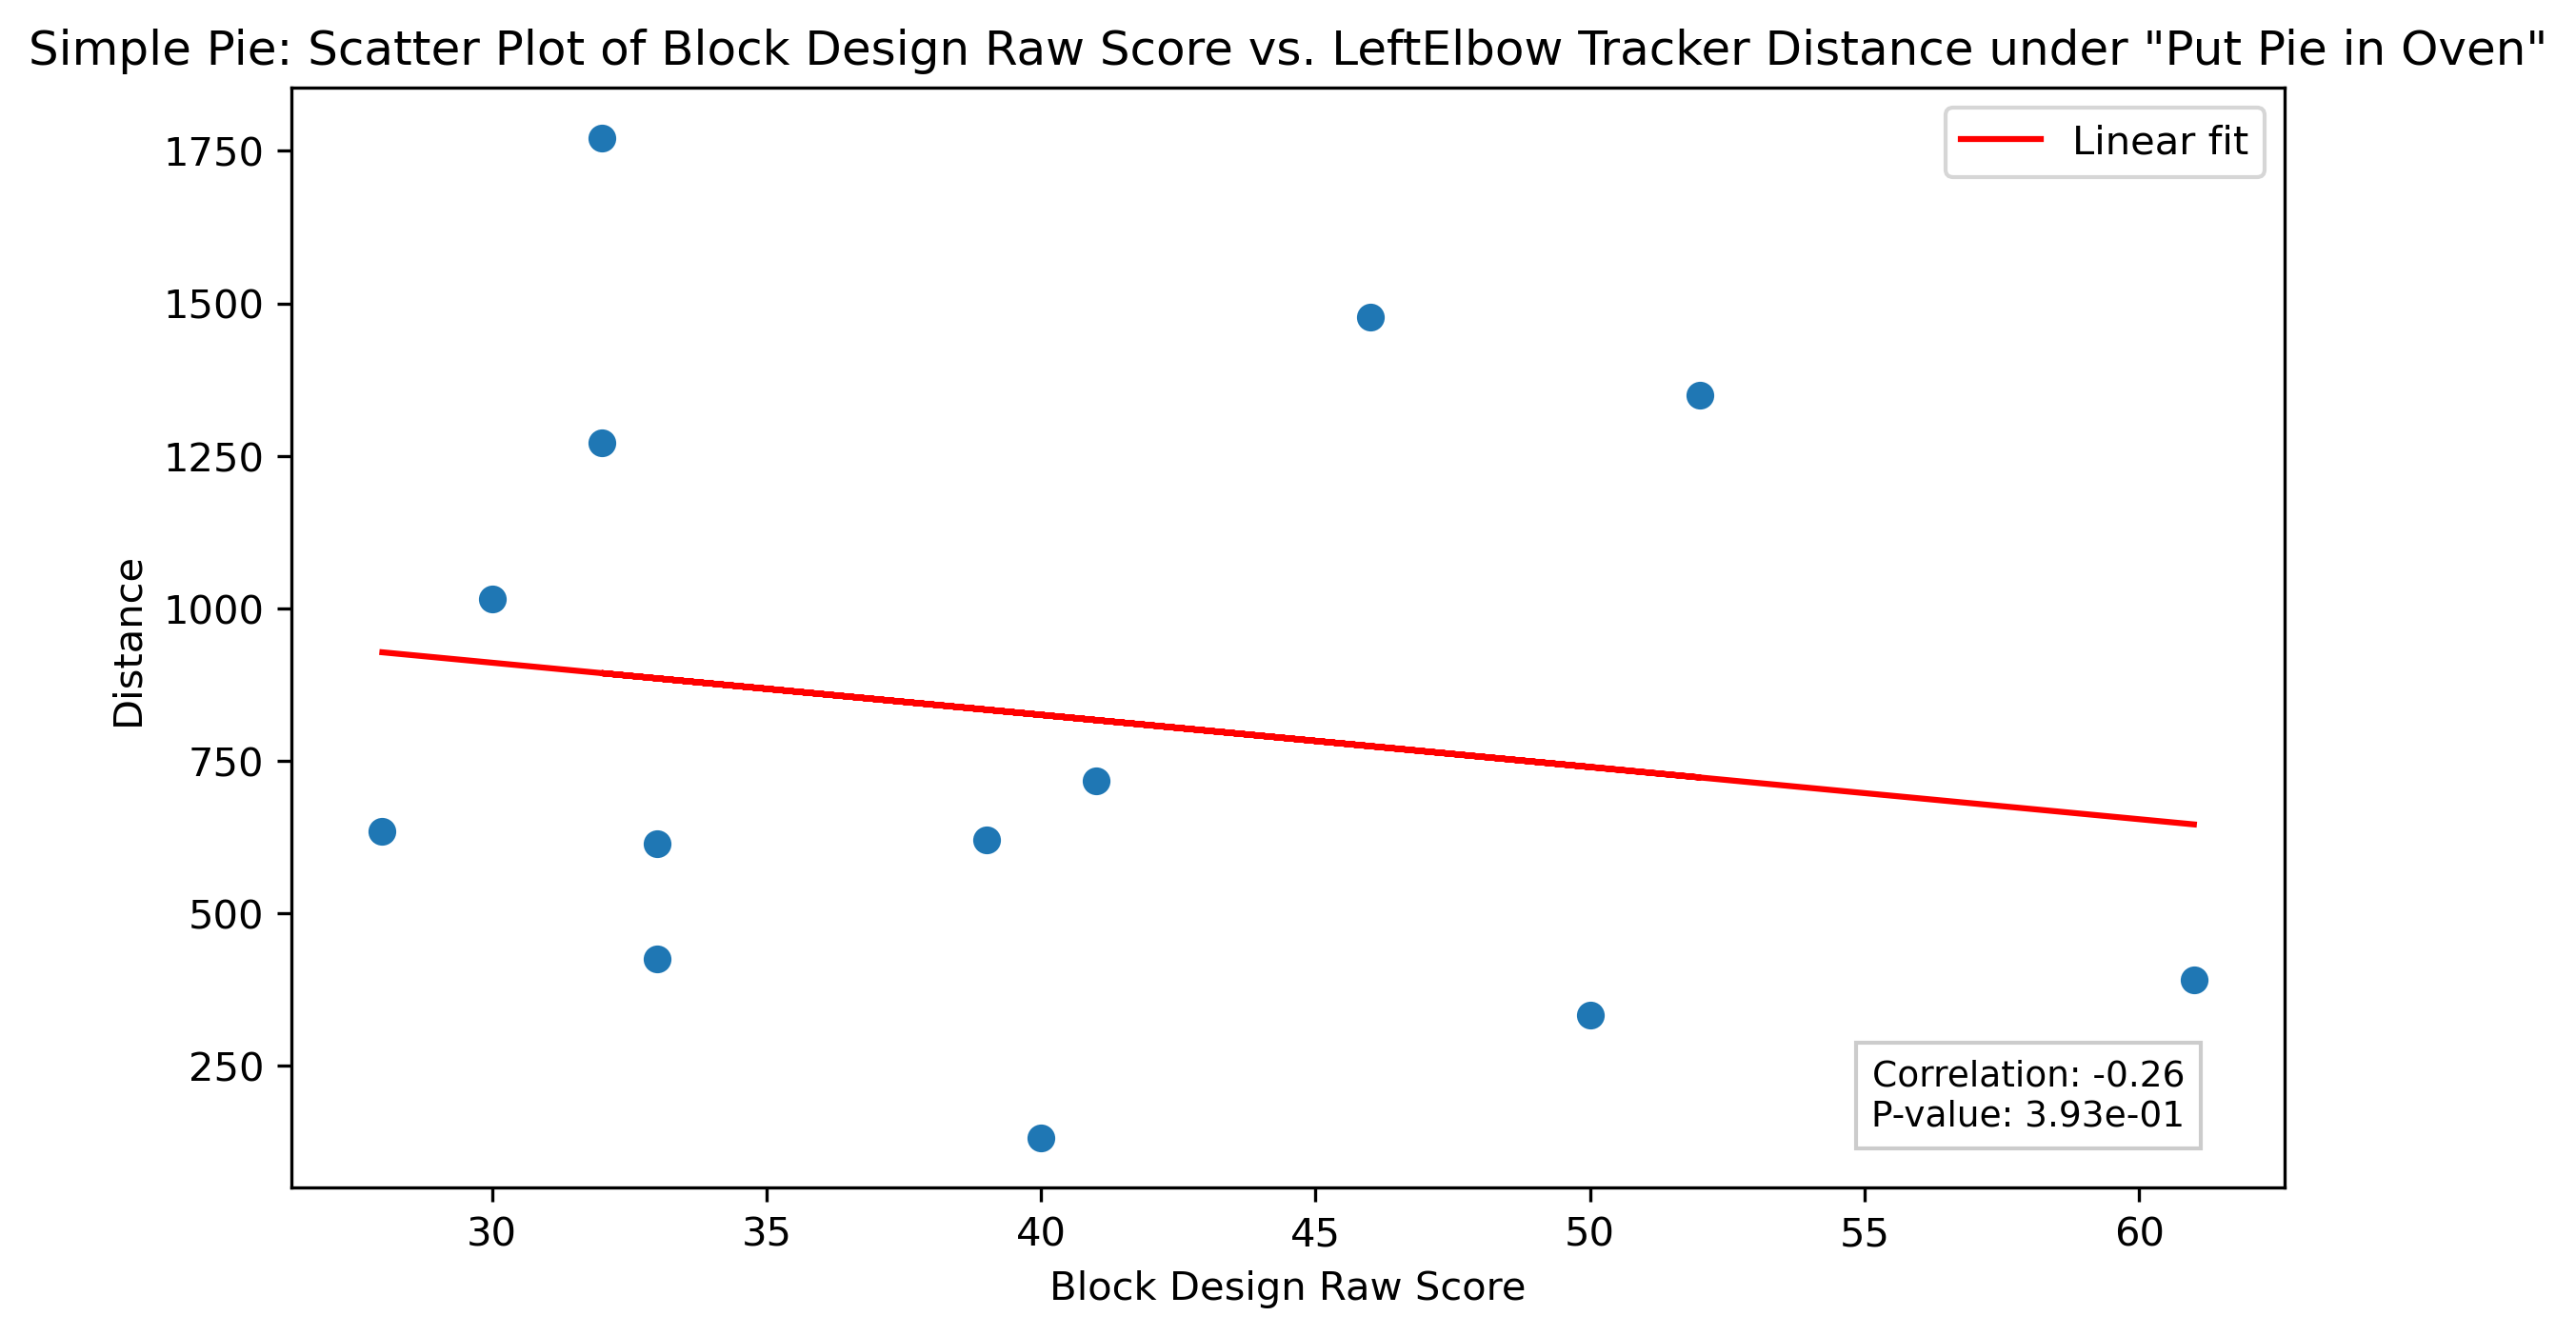 Simple Pie: Scatter Plot of Block Design Raw Score vs. LeftElbow Tracker Distance under "Put Pie in Oven"
Linear fit
1750
1500
1250
1000
750
500
250
Distance
Correlation: -0.26
P-value: 3.93e-01
30 35 40 45 50 55 60
Block Design Raw Score